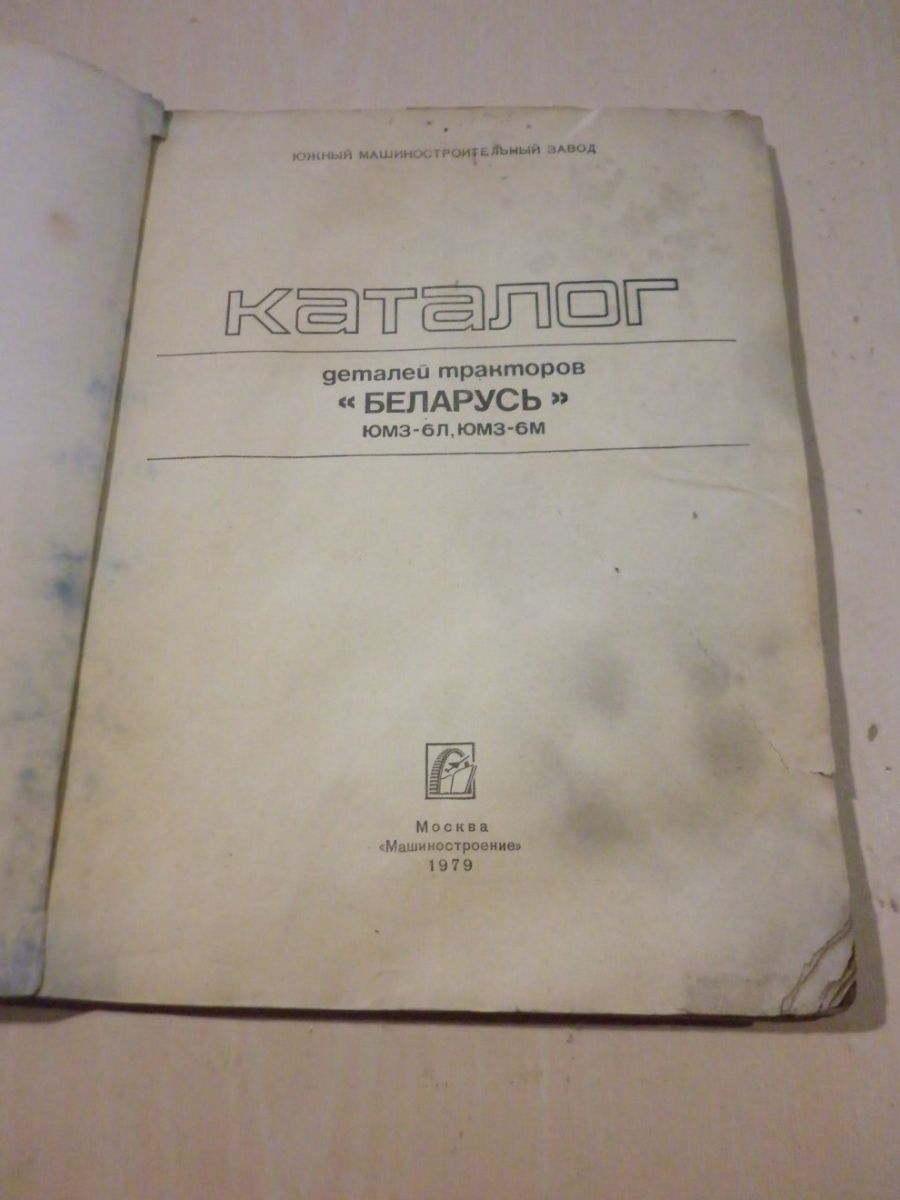 ЮЖНЫЙ МАШИНОСТРОИТЕЛЬНЫЙ ЗАВОД
каталог
деталей тракторов
« БЕЛАРУСЬ »
ЮМЗ-6Л, ЮМЗ-6М
Москва
«Машиностроение»
1979